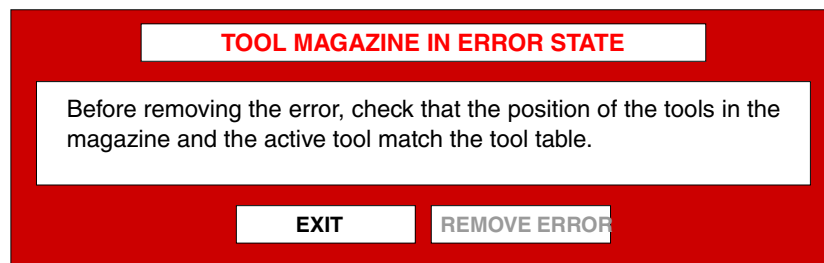 TOOL MAGAZINE IN ERROR STATE
Before removing the error, check that the position of the tools in the
magazine and the active tool match the tool table.
EXIT
REMOVE ERROR